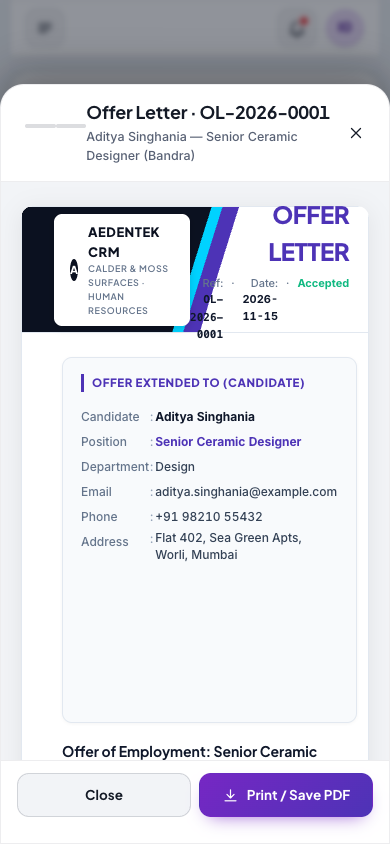 Offer Letter · OL-2026-0001
Aditya Singhania — Senior Ceramic
Designer (Bandra)
OFFER
LETTER
A
AEDENTEK
CRM
CALDER & MOSS
SURFACES ·
HUMAN
RESOURCES
Ref: · Date: · Accepted
OL- 2026-
2026- 11-15
0001
OFFER EXTENDED TO (CANDIDATE)
Candidate : Aditya Singhania
Position : Senior Ceramic Designer
Department : Design
Email : aditya.singhania@example.com
Phone : +91 98210 55432
Address : Flat 402, Sea Green Apts,
Worli, Mumbai
Offer of Employment: Senior Ceramic
Close
Print / Save PDF